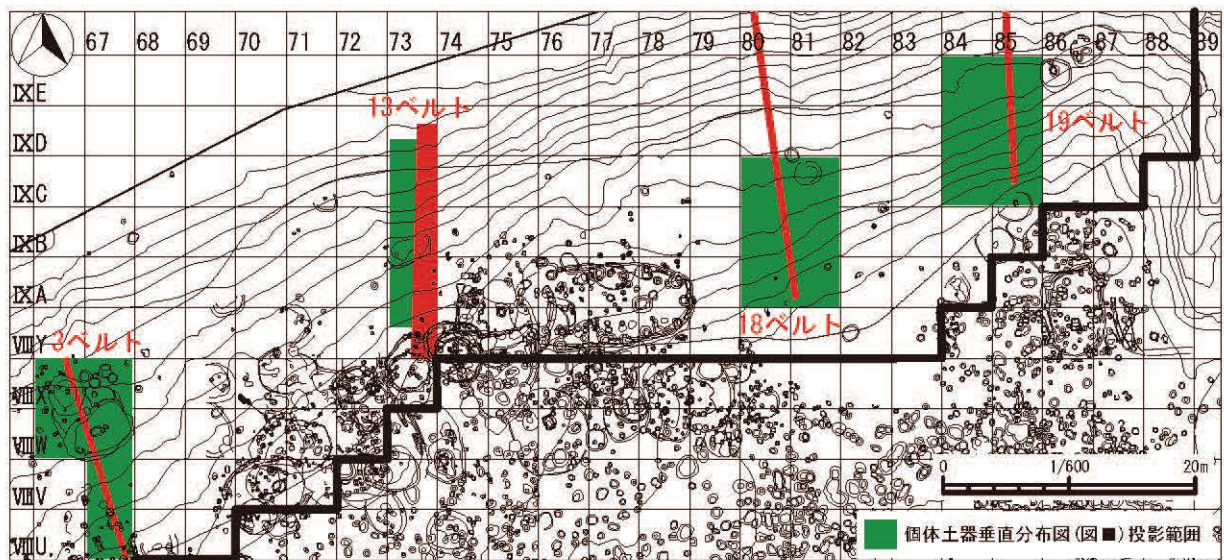 67 68 69 70 71 72 73 74 75 76 77 78 79 80 81 82 83 84 85 86 87 88 89
ⅨE
13ベルト
ⅨD
19ベルト
ⅨC
ⅨB
ⅨA
18ベルト
ⅧY
3ベルト
ⅧX
ⅧW
0 1/600 20m
ⅧV
ⅧU
個体土器垂直分布図(図■)投影範囲